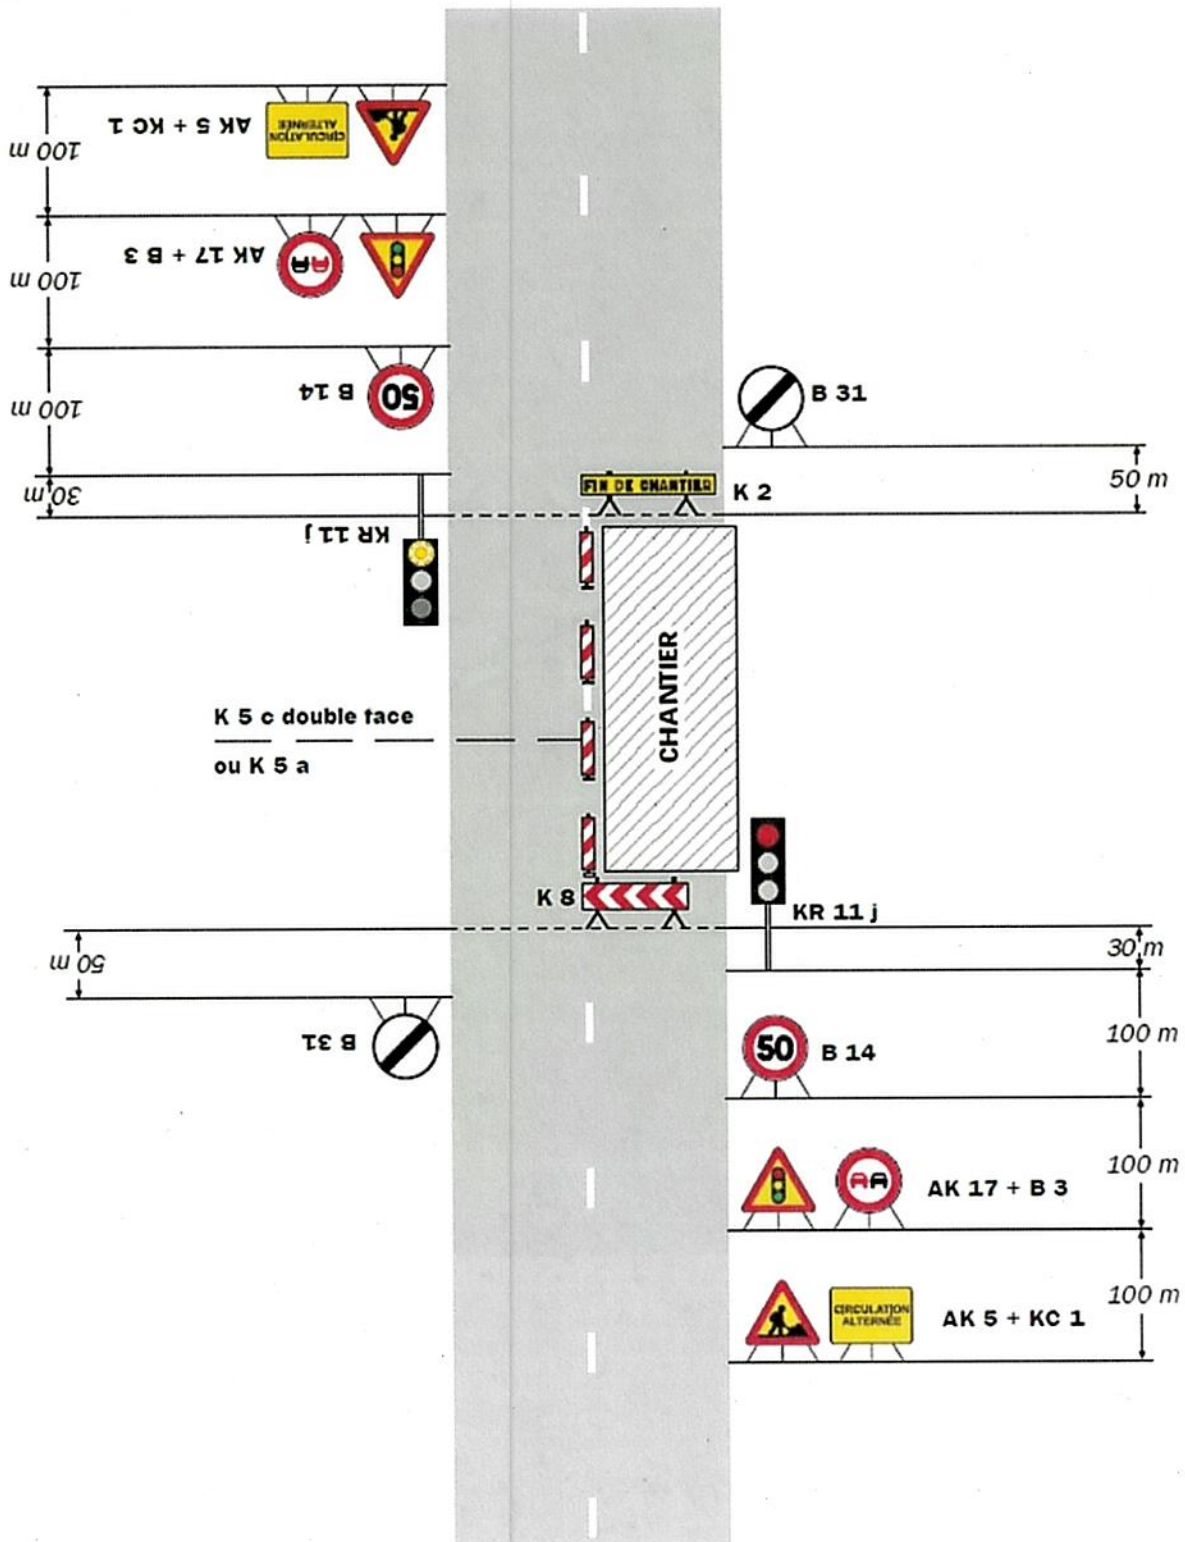 AK 5 + KC 1
CIRCULATION
ALTERNÉE
100 m
AK 17 + B 3
100 m
B 14
50
100 m
B 31
30 m
KR 11 j
FIN DE CHANTIER
K 2
50 m
K 5 c double face
ou K 5 a
CHANTIER
K 8
KR 11 j
50 m
30 m
B 31
50
B 14
100 m
AK 17 + B 3
100 m
CIRCULATION
ALTERNÉE
AK 5 + KC 1
100 m